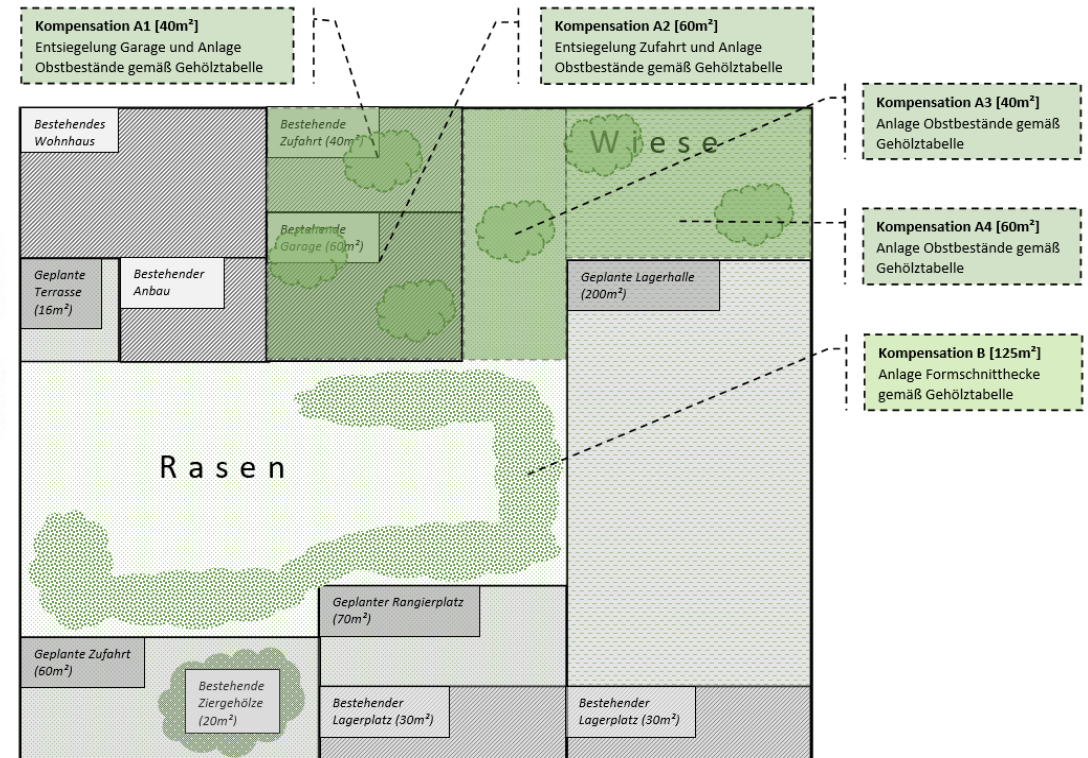 Kompensation A1 [40m²]
Entsiegelung Garage und Anlage
Obstbestände gemäß Gehölztabelle
Kompensation A2 [60m²]
Entsiegelung Zufahrt und Anlage
Obstbestände gemäß Gehölztabelle
Kompensation A3 [40m²]
Anlage Obstbestände gemäß
Gehölztabelle
Bestehendes
Wohnhaus
Bestehende
Zufahrt (40m²)
Wiese
Kompensation A4 [60m²]
Anlage Obstbestände gemäß
Gehölztabelle
Bestehende
Garage (60m²)
Geplante
Terrasse
(16m²)
Bestehender
Anbau
Geplante Lagerhalle
(200m²)
Kompensation B [125m²]
Anlage Formschnitthecke
gemäß Gehölztabelle
Rasen
Geplanter Rangierplatz
(70m²)
Geplante Zufahrt
(60m²)
Bestehende
Ziergehölze
(20m²)
Bestehender
Lagerplatz (30m²)
Bestehender
Lagerplatz (30m²)